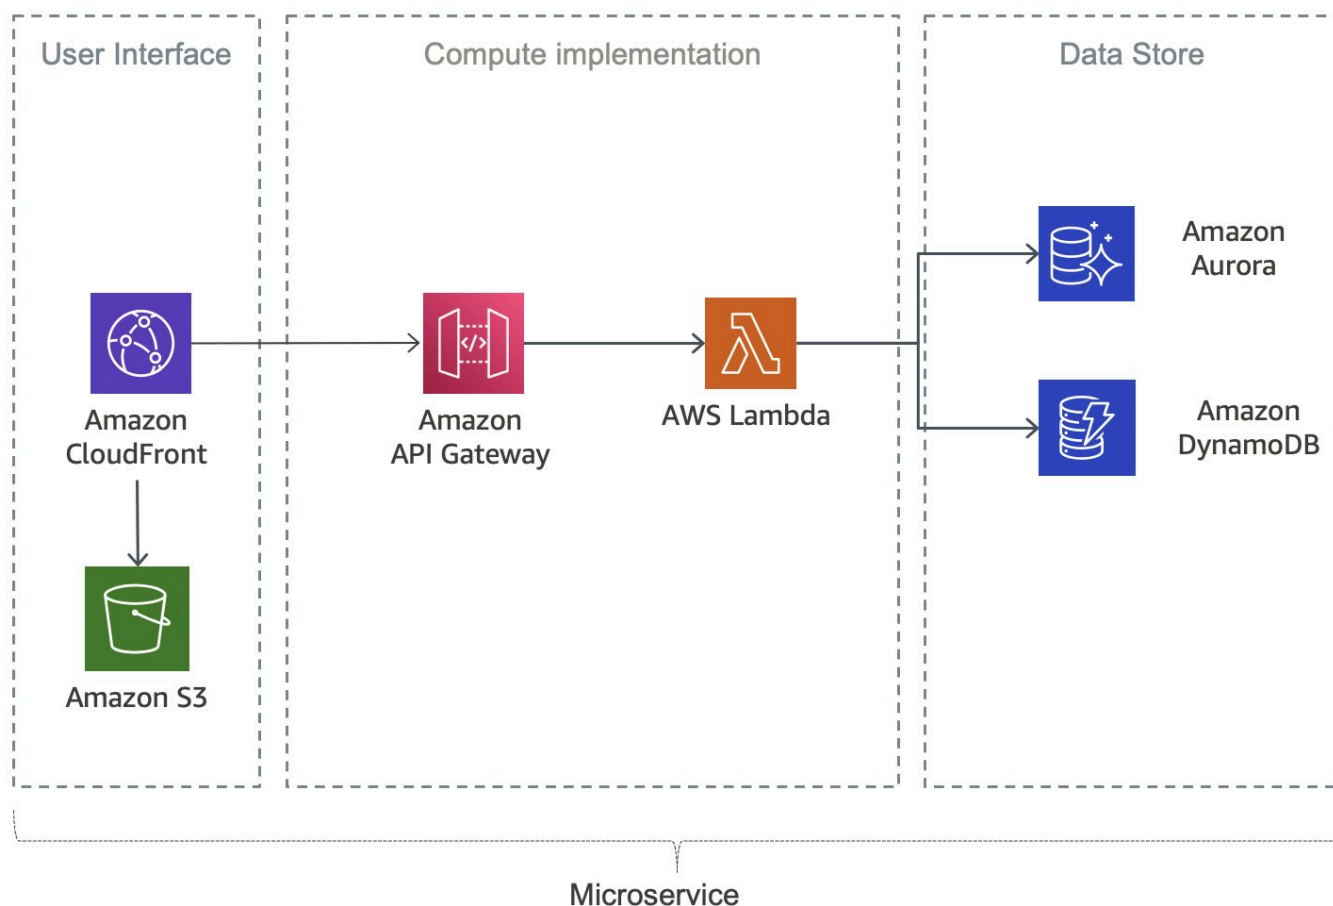 User Interface
Compute implementation
Data Store
Amazon
CloudFront
Amazon S3
</>
Amazon
API Gateway
AWS Lambda
Amazon
Aurora
Amazon
DynamoDB
Microservice